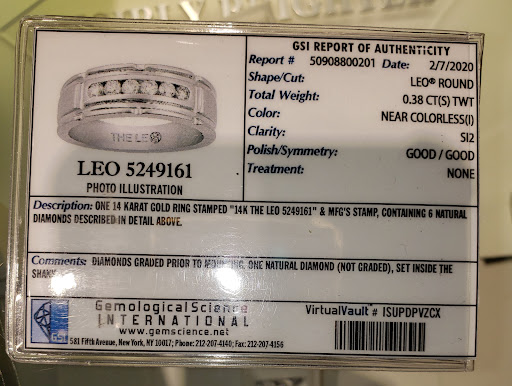 GSI REPORT OF AUTHENTICITY
Report # 50908800201 Date: 2/7/2020
Shape/Cut: LEO® ROUND
Total Weight: 0.38 CT(S) TWT
Color: NEAR COLORLESS(I)
Clarity: SI2
Polish/Symmetry: GOOD / GOOD
Treatment: NONE
THE LEO
LEO 5249161
PHOTO ILLUSTRATION
Description: ONE 14 KARAT GOLD RING STAMPED "14K THE LEO 5249161" & MFG'S STAMP, CONTAINING 6 NATURAL
DIAMONDS DESCRIBED IN DETAIL ABOVE.
Comments: DIAMONDS GRADED PRIOR TO MOUNTING. ONE NATURAL DIAMOND (NOT GRADED), SET INSIDE THE
SHANK
GSI
Gemological Science
INTERNATIONAL
www.gemscience.net
581 Fifth Avenue, New York, NY 10017; Phone: 212-207-4140; Fax: 212-207-4156
VirtualVault # ISUPDPVZCX